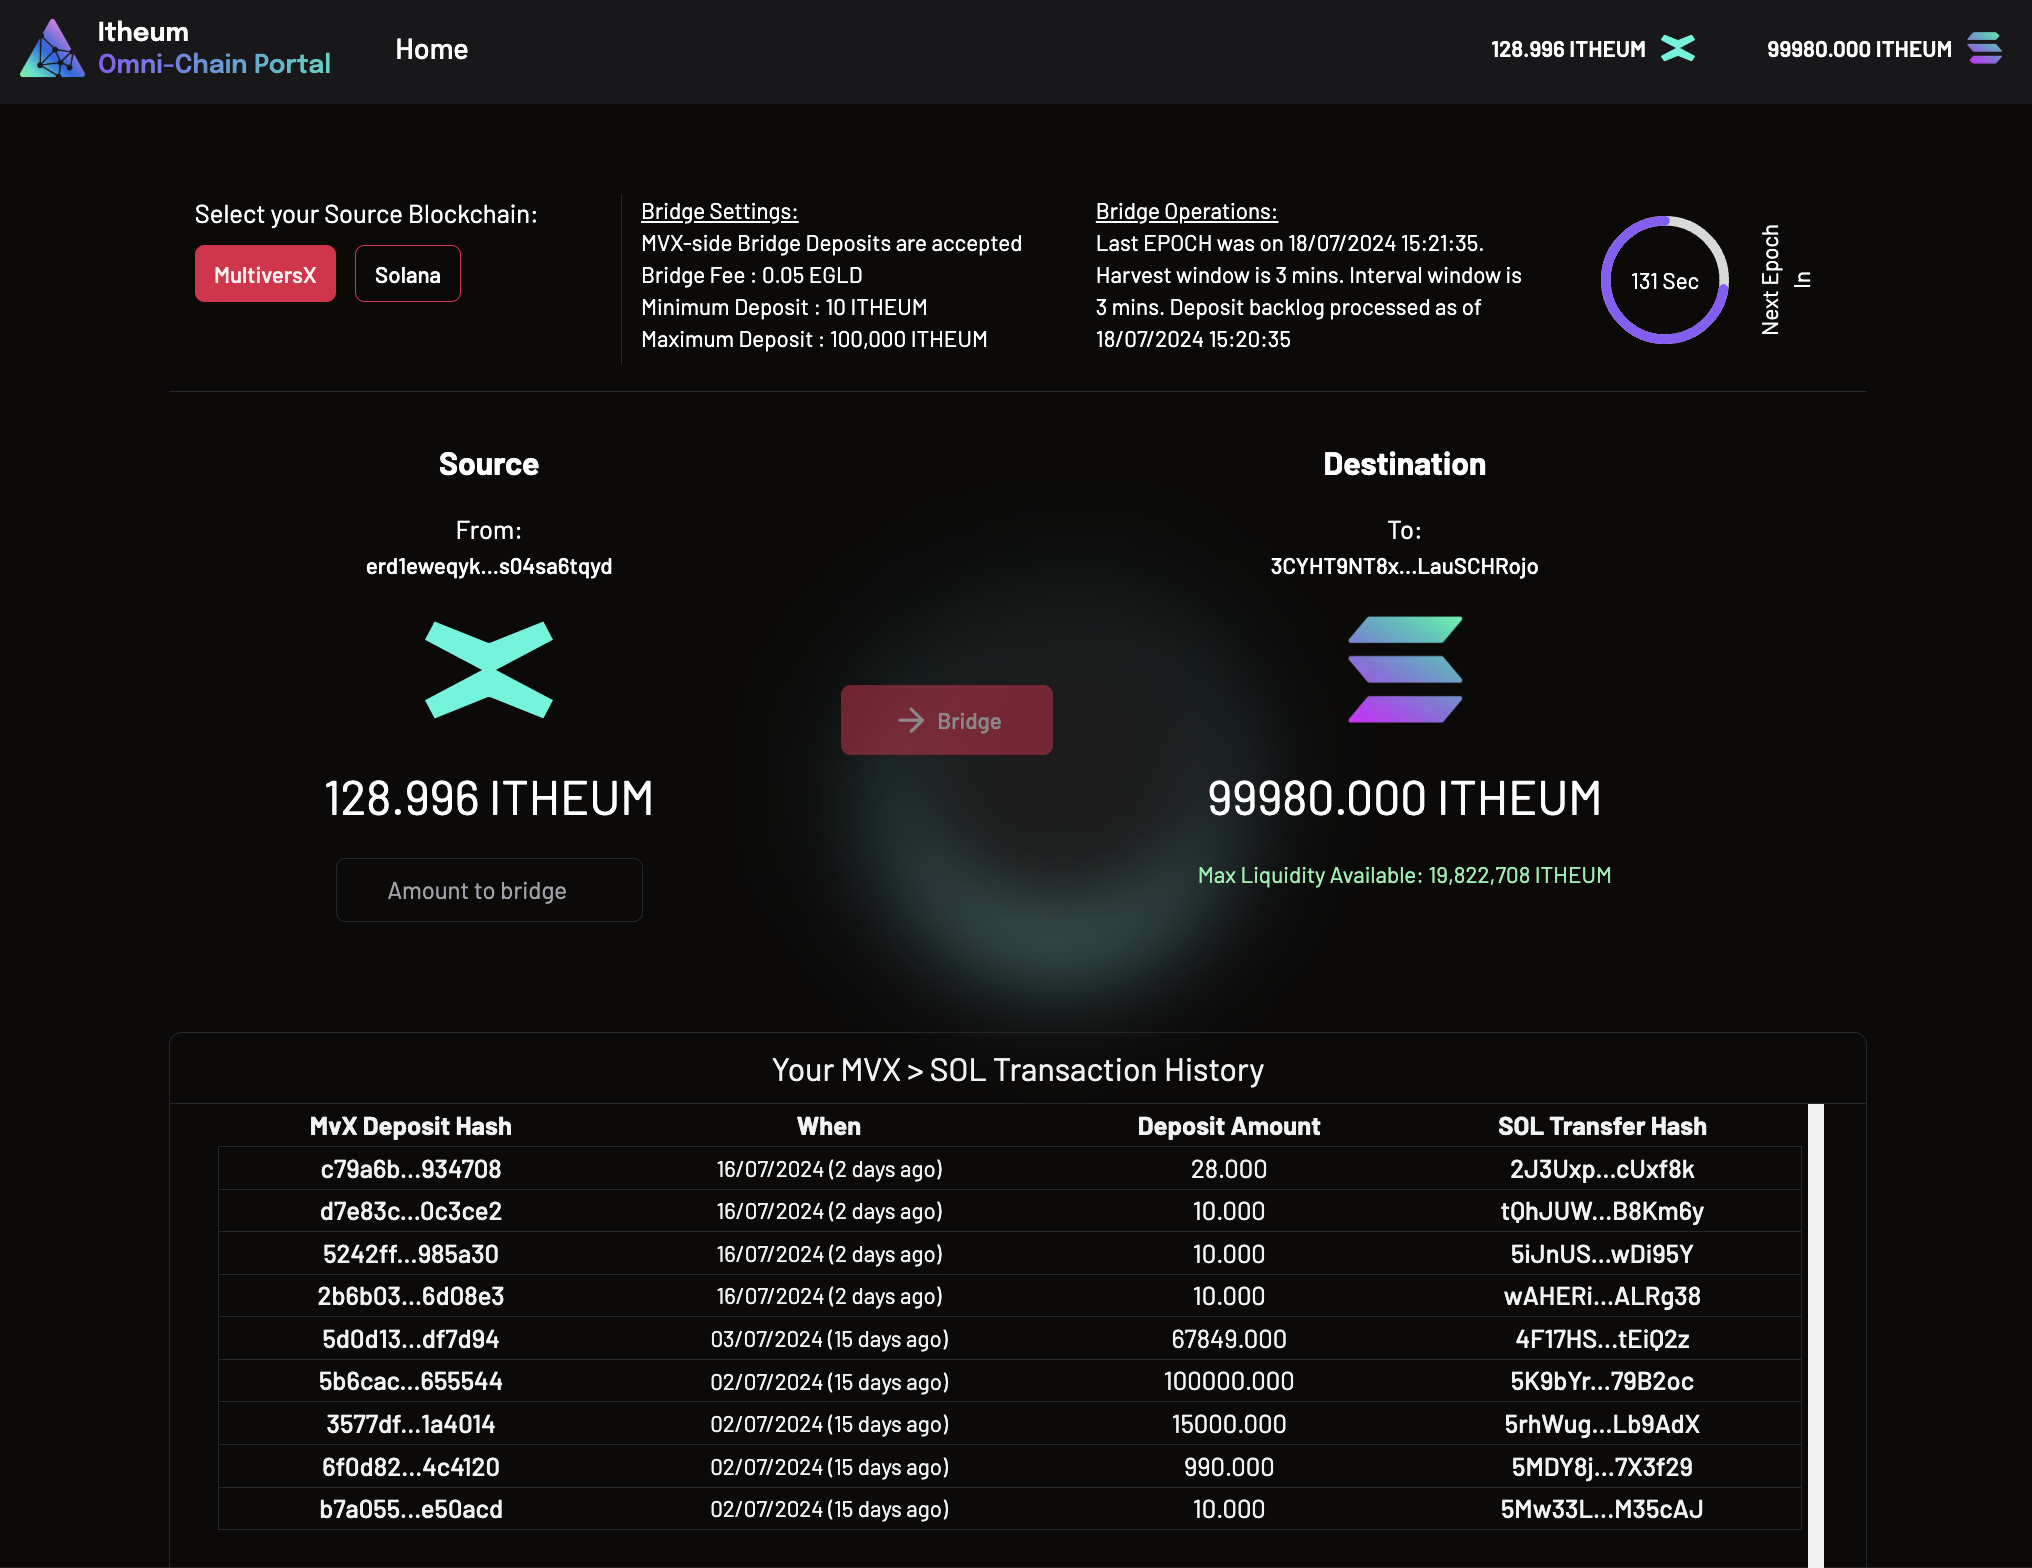 Itheum
Omni-Chain Portal
Home
128.996 ITHEUM
99980.000 ITHEUM
Select your Source Blockchain:
MultiversX
Solana
Bridge Settings:
MVX-side Bridge Deposits are accepted
Bridge Fee : 0.05 EGLD
Minimum Deposit : 10 ITHEUM
Maximum Deposit : 100,000 ITHEUM
Bridge Operations:
Last EPOCH was on 18/07/2024 15:21:35.
Harvest window is 3 mins. Interval window is
3 mins. Deposit backlog processed as of
18/07/2024 15:20:35
131 Sec
Next Epoch
In
Source
From:
erd1eweqyk...s04sa6tqyd
128.996 ITHEUM
Amount to bridge
Bridge
Destination
To:
3CYHT9NT8x...LauSCHRojo
99980.000 ITHEUM
Max Liquidity Available: 19,822,708 ITHEUM
Your MVX > SOL Transaction History
MvX Deposit Hash When Deposit Amount SOL Transfer Hash
c79a6b...934708 16/07/2024 (2 days ago) 28.000 2J3Uxp...cUxf8k
d7e83c...0c3ce2 16/07/2024 (2 days ago) 10.000 tQhJUW...B8Km6y
5242ff...985a30 16/07/2024 (2 days ago) 10.000 5iJnUS...wDi95Y
2b6b03...6d08e3 16/07/2024 (2 days ago) 10.000 wAHERi...ALRg38
5d0d13...df7d94 03/07/2024 (15 days ago) 67849.000 4F17HS...tEiQ2z
5b6cac...655544 02/07/2024 (15 days ago) 100000.000 5K9bYr...79B2oc
3577df...1a4014 02/07/2024 (15 days ago) 15000.000 5rhWug...Lb9AdX
6f0d82...4c4120 02/07/2024 (15 days ago) 990.000 5MDY8j...7X3f29
b7a055...e50acd 02/07/2024 (15 days ago) 10.000 5Mw33L...M35cAJ